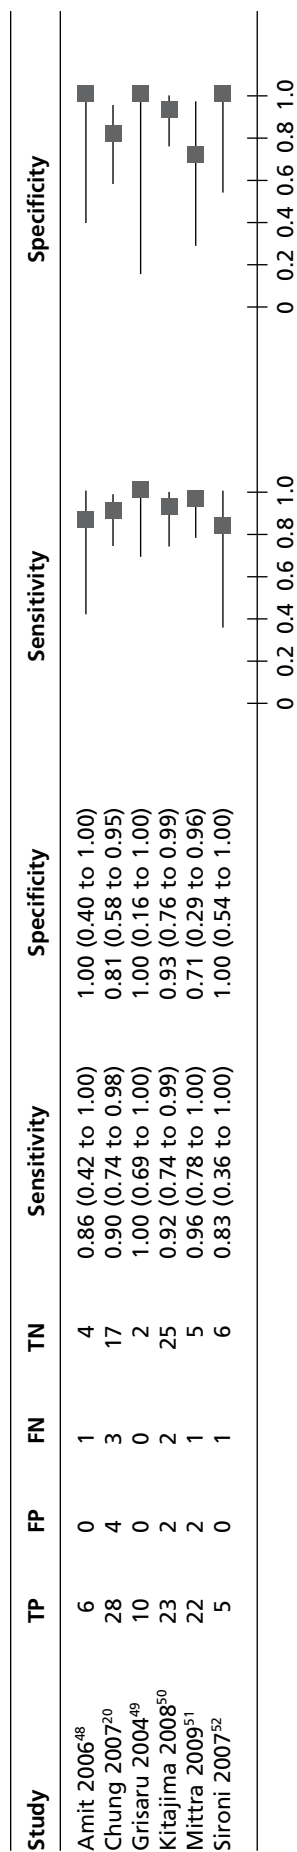 Study TP FP FN TN Sensitivity Specificity Sensitivity Specificity
Amit 2006⁴⁸ 6 0 1 4 0.86 (0.42 to 1.00) 1.00 (0.40 to 1.00)
Chung 2007²⁰ 28 4 3 17 0.90 (0.74 to 0.98) 0.81 (0.58 to 0.95)
Grisaru 2004⁴⁹ 10 0 0 2 1.00 (0.69 to 1.00) 1.00 (0.16 to 1.00)
Kitajima 2008⁵⁰ 23 2 2 25 0.92 (0.74 to 0.99) 0.93 (0.76 to 0.99)
Mittra 2009⁵¹ 22 2 1 5 0.96 (0.78 to 1.00) 0.71 (0.29 to 0.96)
Sironi 2007⁵² 5 0 1 6 0.83 (0.36 to 1.00) 1.00 (0.54 to 1.00)
0 0.2 0.4 0.6 0.8 1.0 0 0.2 0.4 0.6 0.8 1.0